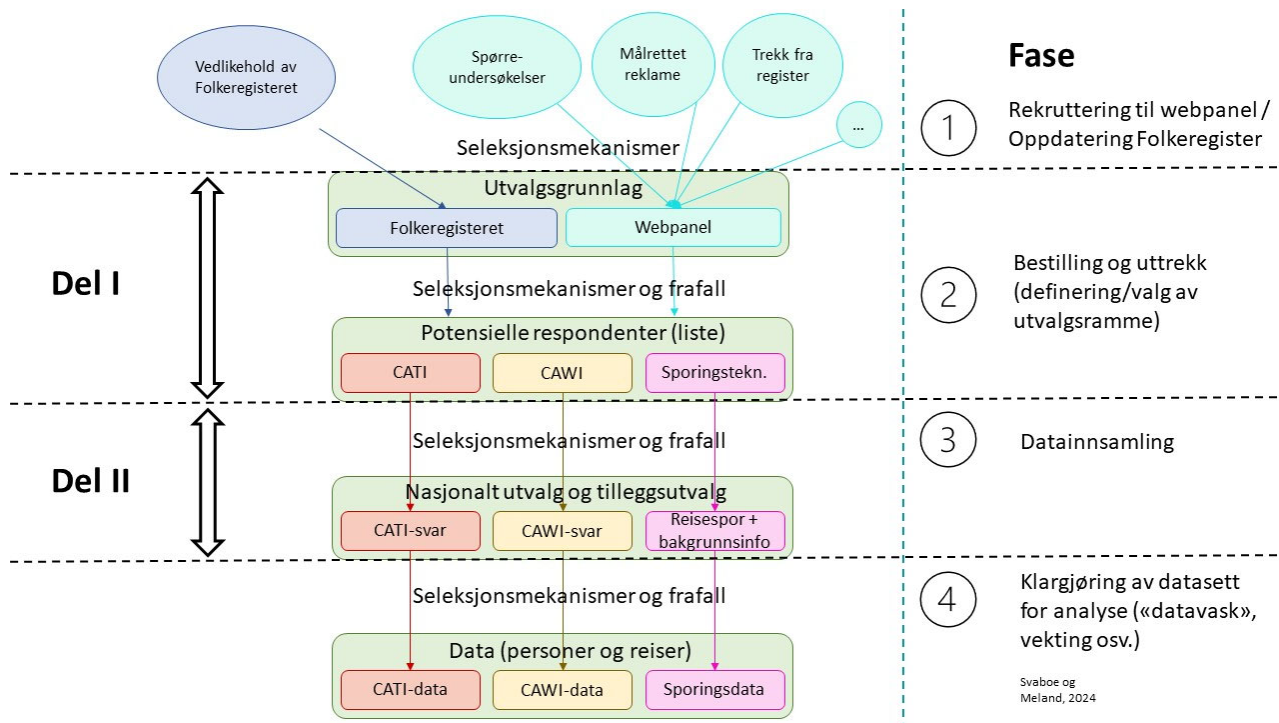 Vedlikehold av
Folkeregisteret
Spørre-
undersøkelser
Målrettet
reklame
Trekk fra
register
...
Fase
1
Rekruttering til webpanel /
Oppdatering Folkeregister
Seleksjonsmekanismer
Del I
Utvalgsgrunnlag
Folkeregisteret
Webpanel
2
Bestilling og uttrekk
(definering/valg av
utvalgsramme)
Seleksjonsmekanismer og frafall
Potensielle respondenter (liste)
CATI
CAWI
Sporingstekn.
Del II
3
Datainnsamling
Seleksjonsmekanismer og frafall
Nasjonalt utvalg og tilleggsutvalg
CATI-svar
CAWI-svar
Reisespor +
bakgrunnsinfo
4
Klargjøring av datasett
for analyse («datavask»,
vekting osv.)
Seleksjonsmekanismer og frafall
Data (personer og reiser)
CATI-data
CAWI-data
Sporingsdata
Svaboe og
Meland, 2024